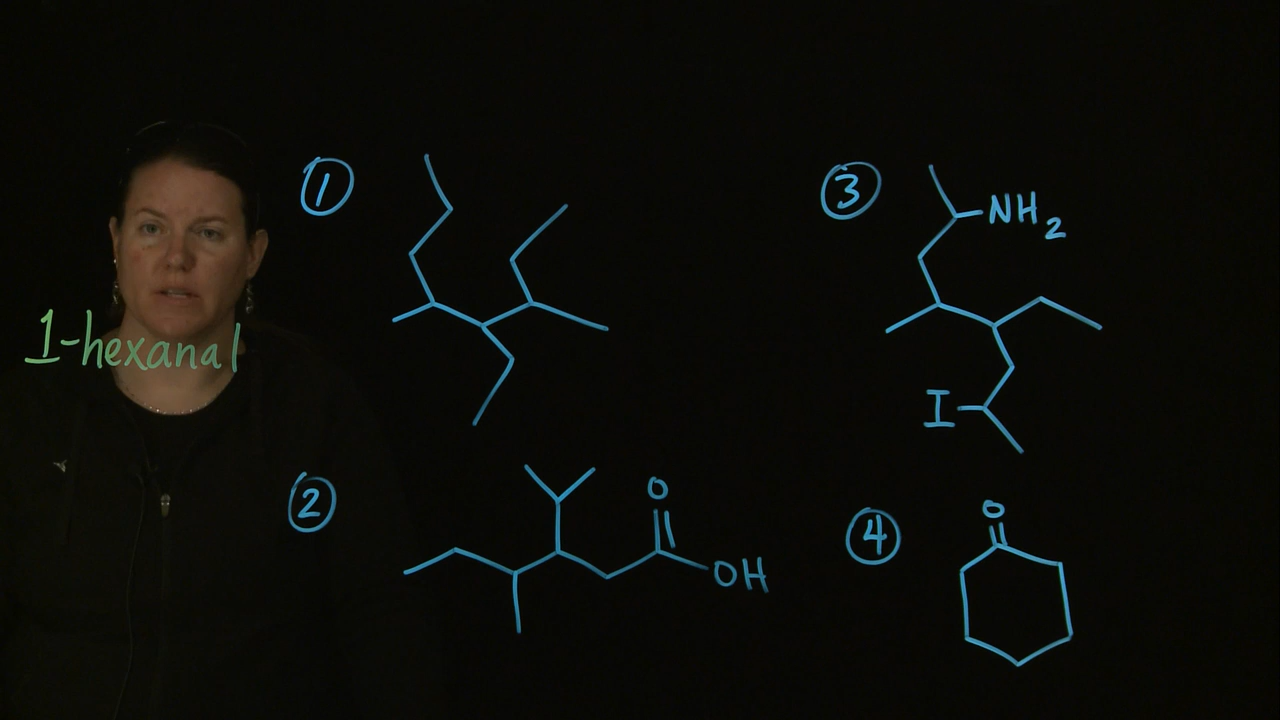 1-hexanal
①
②
O
OH
③
NH₂
I
④
O